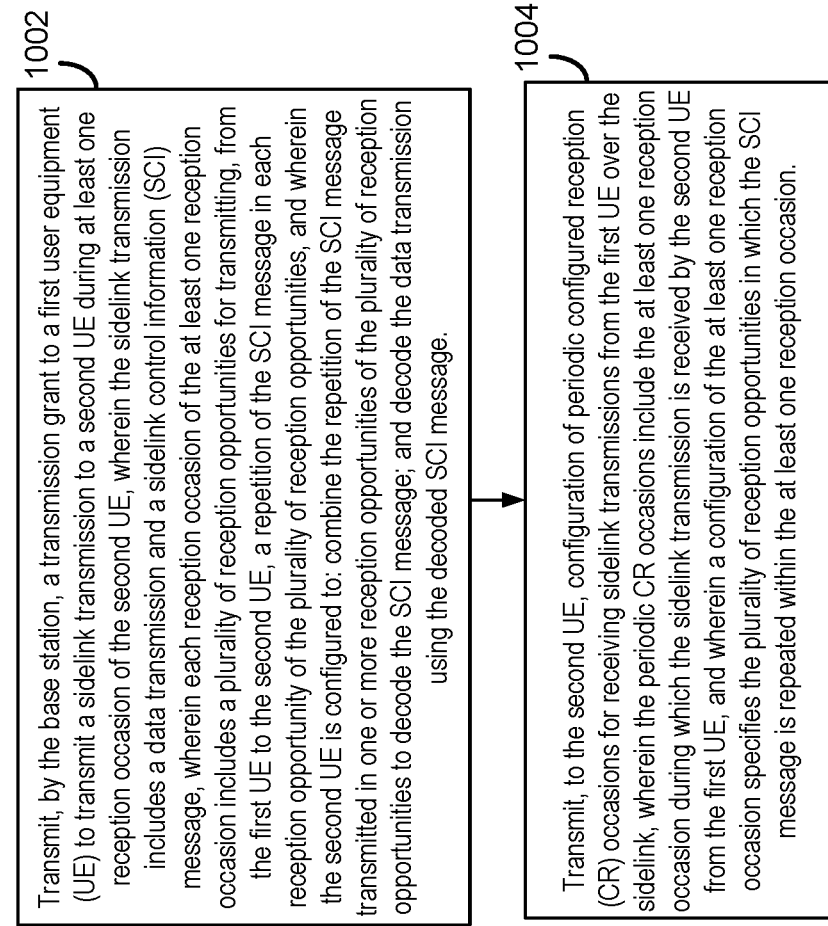 1002
Transmit, by the base station, a transmission grant to a first user equipment
(UE) to transmit a sidelink transmission to a second UE during at least one
reception occasion of the second UE, wherein the sidelink transmission
includes a data transmission and a sidelink control information (SCI)
message, wherein each reception occasion of the at least one reception
occasion includes a plurality of reception opportunities for transmitting, from
the first UE to the second UE, a repetition of the SCI message in each
reception opportunity of the plurality of reception opportunities, and wherein
the second UE is configured to: combine the repetition of the SCI message
transmitted in one or more reception opportunities of the plurality of reception
opportunities to decode the SCI message; and decode the data transmission
using the decoded SCI message.
1004
Transmit, to the second UE, configuration of periodic configured reception
(CR) occasions for receiving sidelink transmissions from the first UE over the
sidelink, wherein the periodic CR occasions include the at least one reception
occasion during which the sidelink transmission is received by the second UE
from the first UE, and wherein a configuration of the at least one reception
occasion specifies the plurality of reception opportunities in which the SCI
message is repeated within the at least one reception occasion.